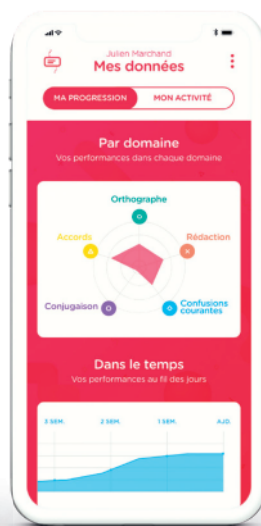 Julien Marchand
Mes données
MA PROGRESSION
MON ACTIVITÉ
Par domaine
Vos performances dans chaque domaine
Orthographe
O
Accords
A
Rédaction
R
Conjugaison
O
Confusions
courantes
O
Dans le temps
Vos performances au fil des jours
3 SEM.
2 SEM.
1 SEM.
AJD.